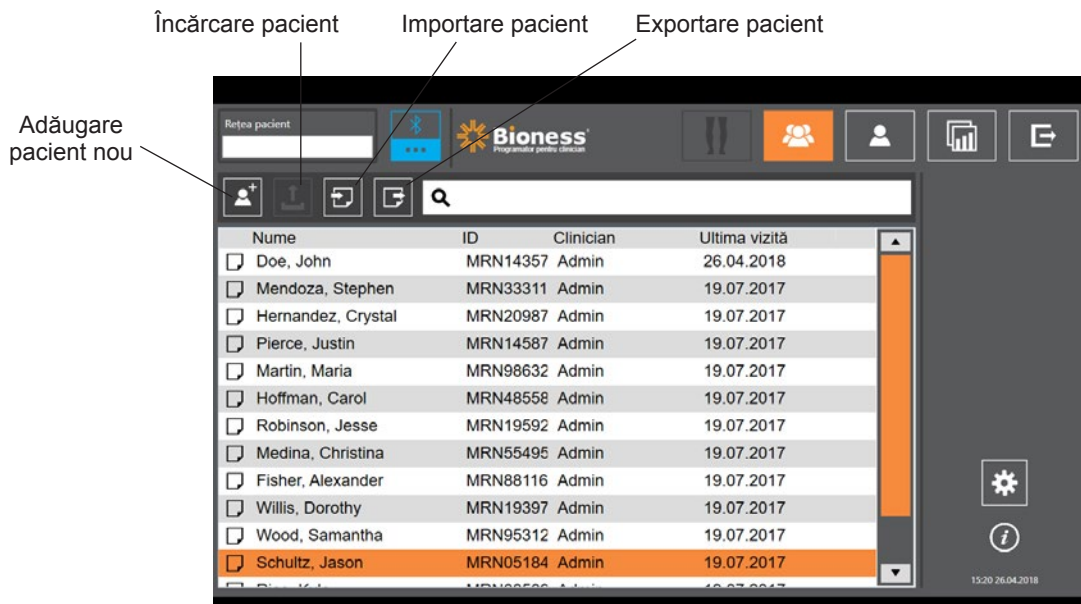 Încărcare pacient Importare pacient Exportare pacient
Adăugare
pacient nou
Rețea pacient
Bioness
Programator pentru clinician
Nume ID Clinician Ultima vizită
Doe, John MRN14357 Admin 26.04.2018
Mendoza, Stephen MRN33311 Admin 19.07.2017
Hernandez, Crystal MRN20987 Admin 19.07.2017
Pierce, Justin MRN14587 Admin 19.07.2017
Martin, Maria MRN98632 Admin 19.07.2017
Hoffman, Carol MRN48558 Admin 19.07.2017
Robinson, Jesse MRN19592 Admin 19.07.2017
Medina, Christina MRN55495 Admin 19.07.2017
Fisher, Alexander MRN88116 Admin 19.07.2017
Willis, Dorothy MRN19397 Admin 19.07.2017
Wood, Samantha MRN95312 Admin 19.07.2017
Schultz, Jason MRN05184 Admin 19.07.2017
15:20 26.04.2018